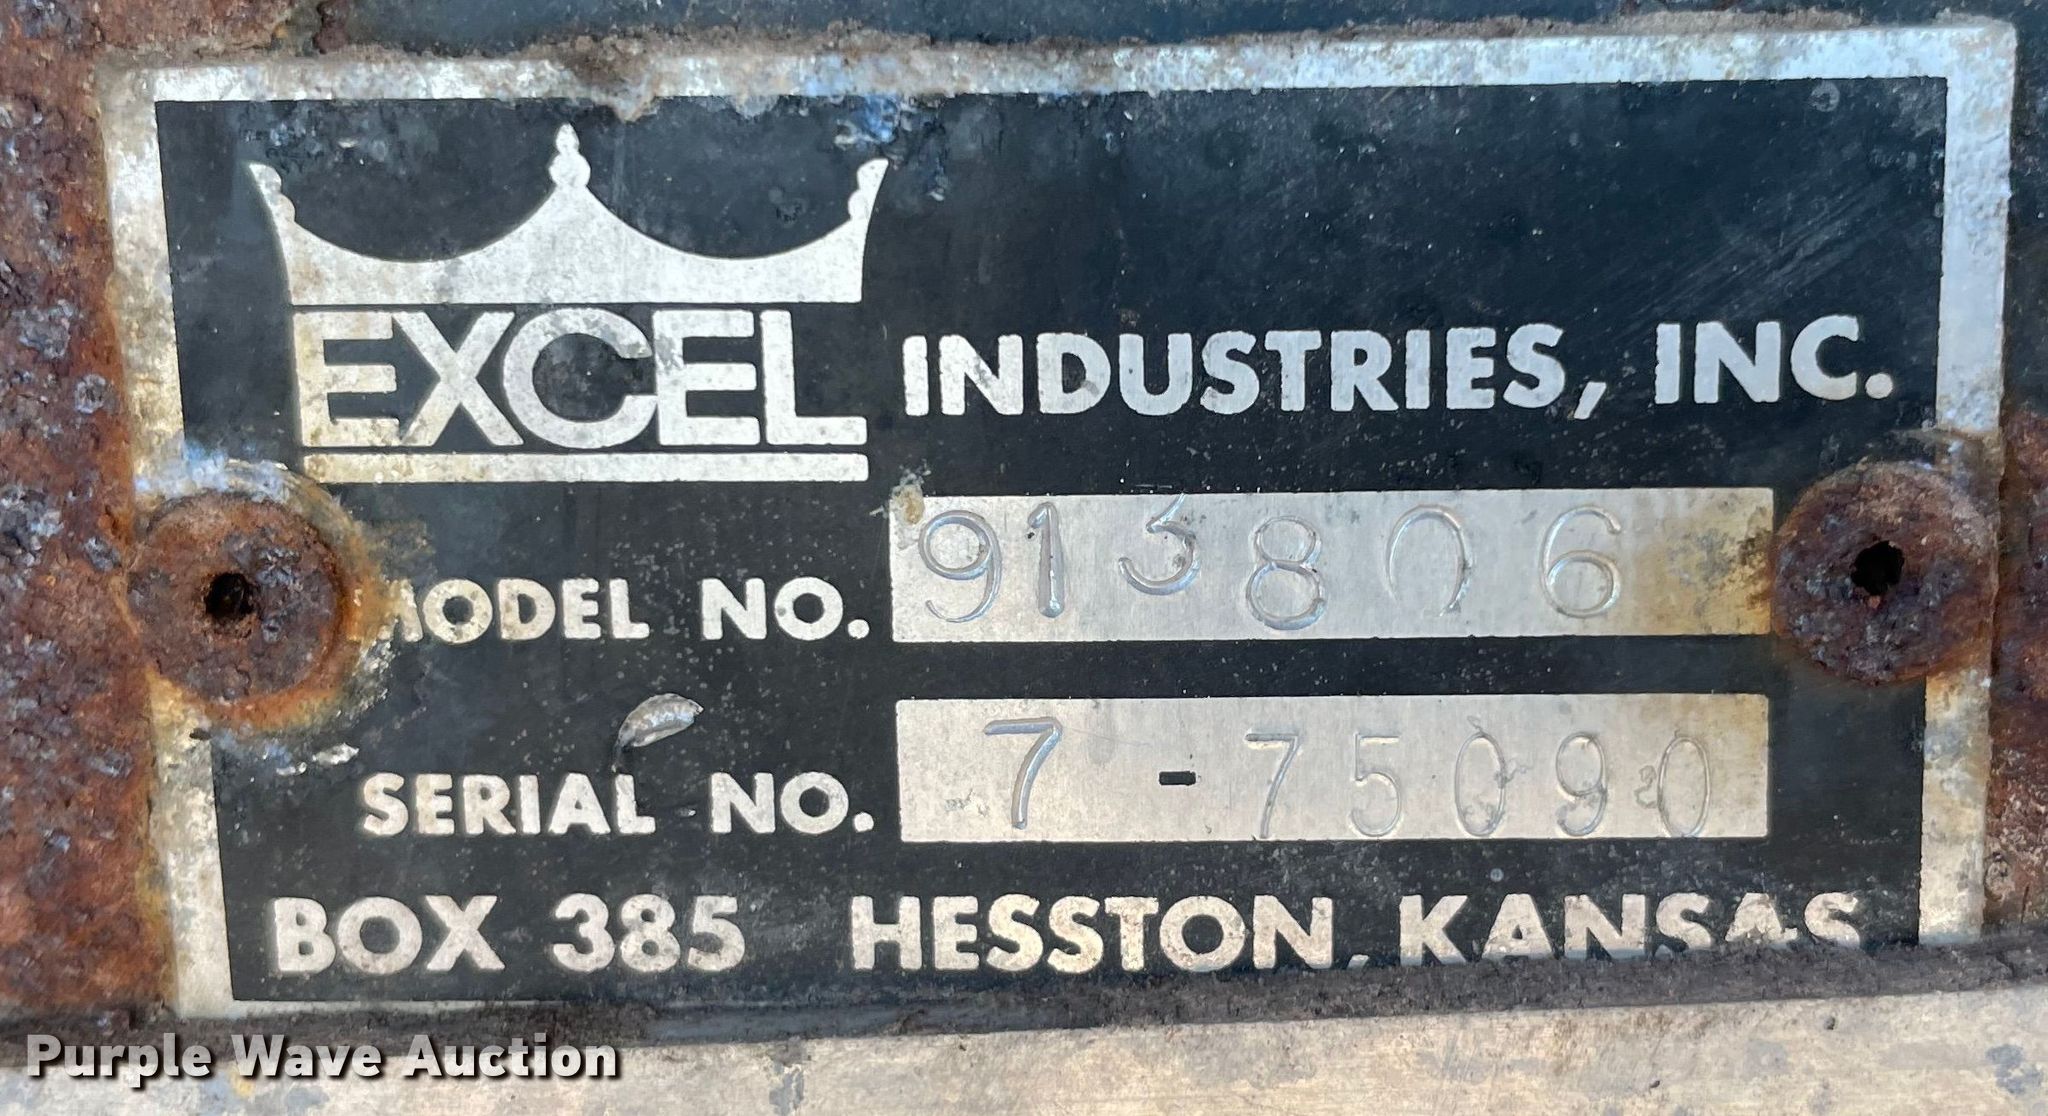 EXCEL INDUSTRIES, INC.
MODEL NO. 913806
SERIAL NO. 7-75090
BOX 385 HESSTON, KANSAS
Purple Wave Auction